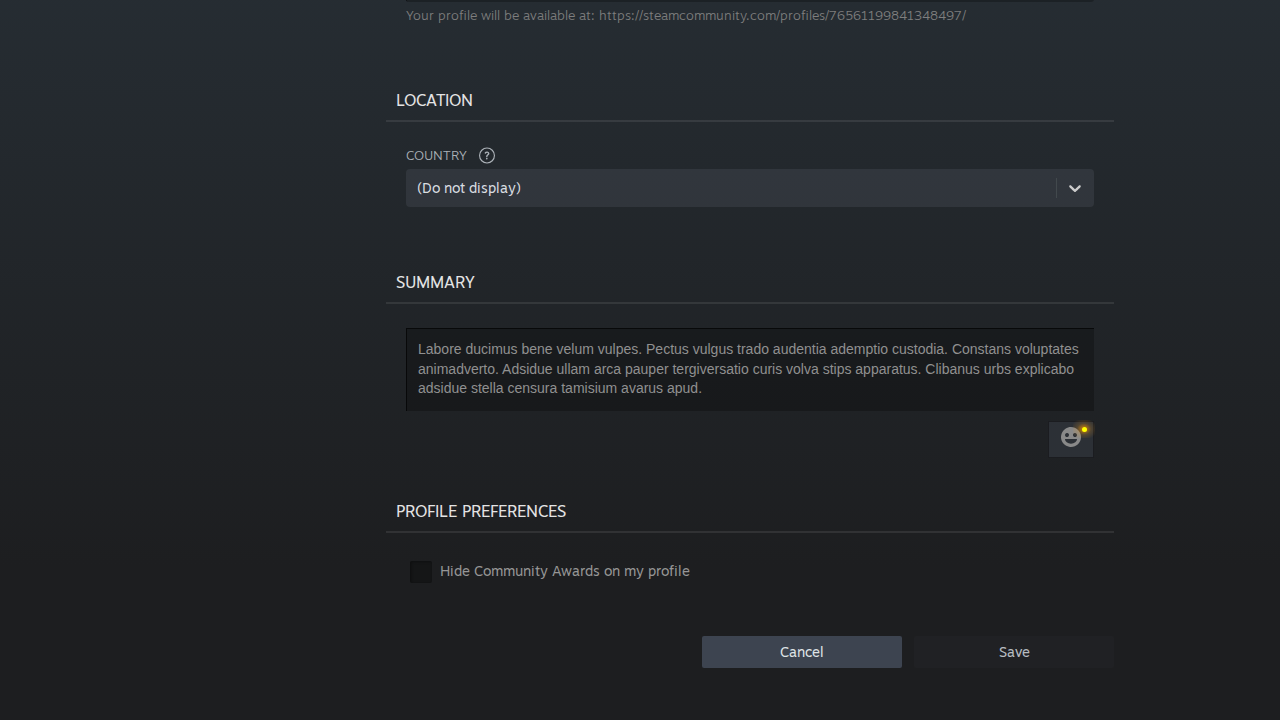 Your profile will be available at: https://steamcommunity.com/profiles/76561199841348497/
LOCATION
COUNTRY ?
(Do not display)
SUMMARY
Labore ducimus bene velum vulpes. Pectus vulgus trado audentia ademptio custodia. Constans voluptates
animadverto. Adsidue ullam arca pauper tergiversatio curis volva stips apparatus. Clibanus urbs explicabo
adsidue stella censura tamisium avarus apud.
PROFILE PREFERENCES
Hide Community Awards on my profile
Cancel Save